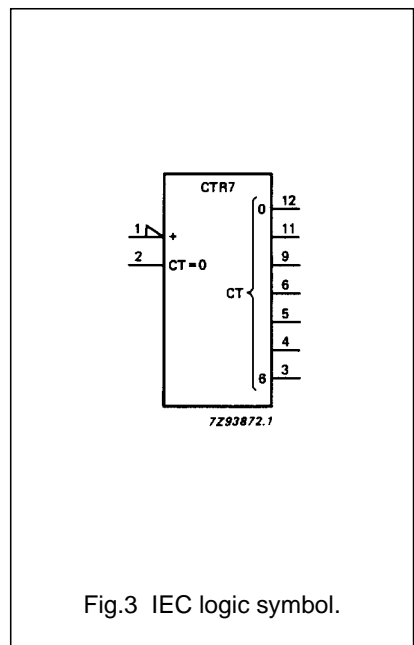 CTR7
0 12
1 + 11
2 CT=0 9
CT 6
5
4
6 3
7Z93872.1
Fig.3 IEC logic symbol.